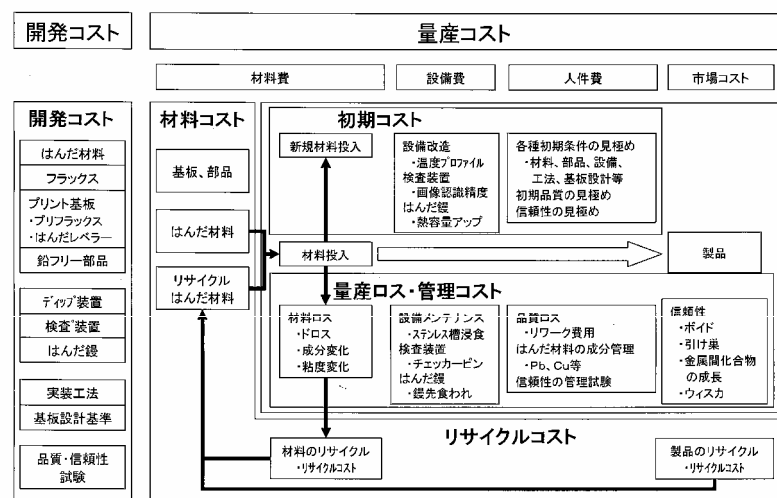 開発コスト
量産コスト
材料費
設備費
人件費
市場コスト
開発コスト
はんだ材料
フラックス
プリント基板
・プリフラックス
・はんだレベラー
鉛フリー部品
ディップ装置
検査装置
はんだ鏝
実装工法
基板設計基準
品質・信頼性
試験
材料コスト
基板、部品
はんだ材料
リサイクル
はんだ材料
初期コスト
新規材料投入
設備改造
・温度プロファイル
検査装置
・画像認識精度
はんだ鏝
・熱容量アップ
各種初期条件の見極め
・材料、部品、設備、
工法、基板設計等
初期品質の見極め
信頼性の見極め
材料投入
製品
量産ロス・管理コスト
材料ロス
・ドロス
・成分変化
・粘度変化
設備メンテナンス
・ステンレス槽浸食
検査装置
・チェッカーピン
はんだ鏝
・鏝先食われ
品質ロス
・リワーク費用
はんだ材料の成分管理
・Pb、Cu等
信頼性の管理試験
信頼性
・ボイド
・引け巣
・金属間化合物
の成長
・ウィスカ
リサイクルコスト
材料のリサイクル
・リサイクルコスト
製品のリサイクル
・リサイクルコスト